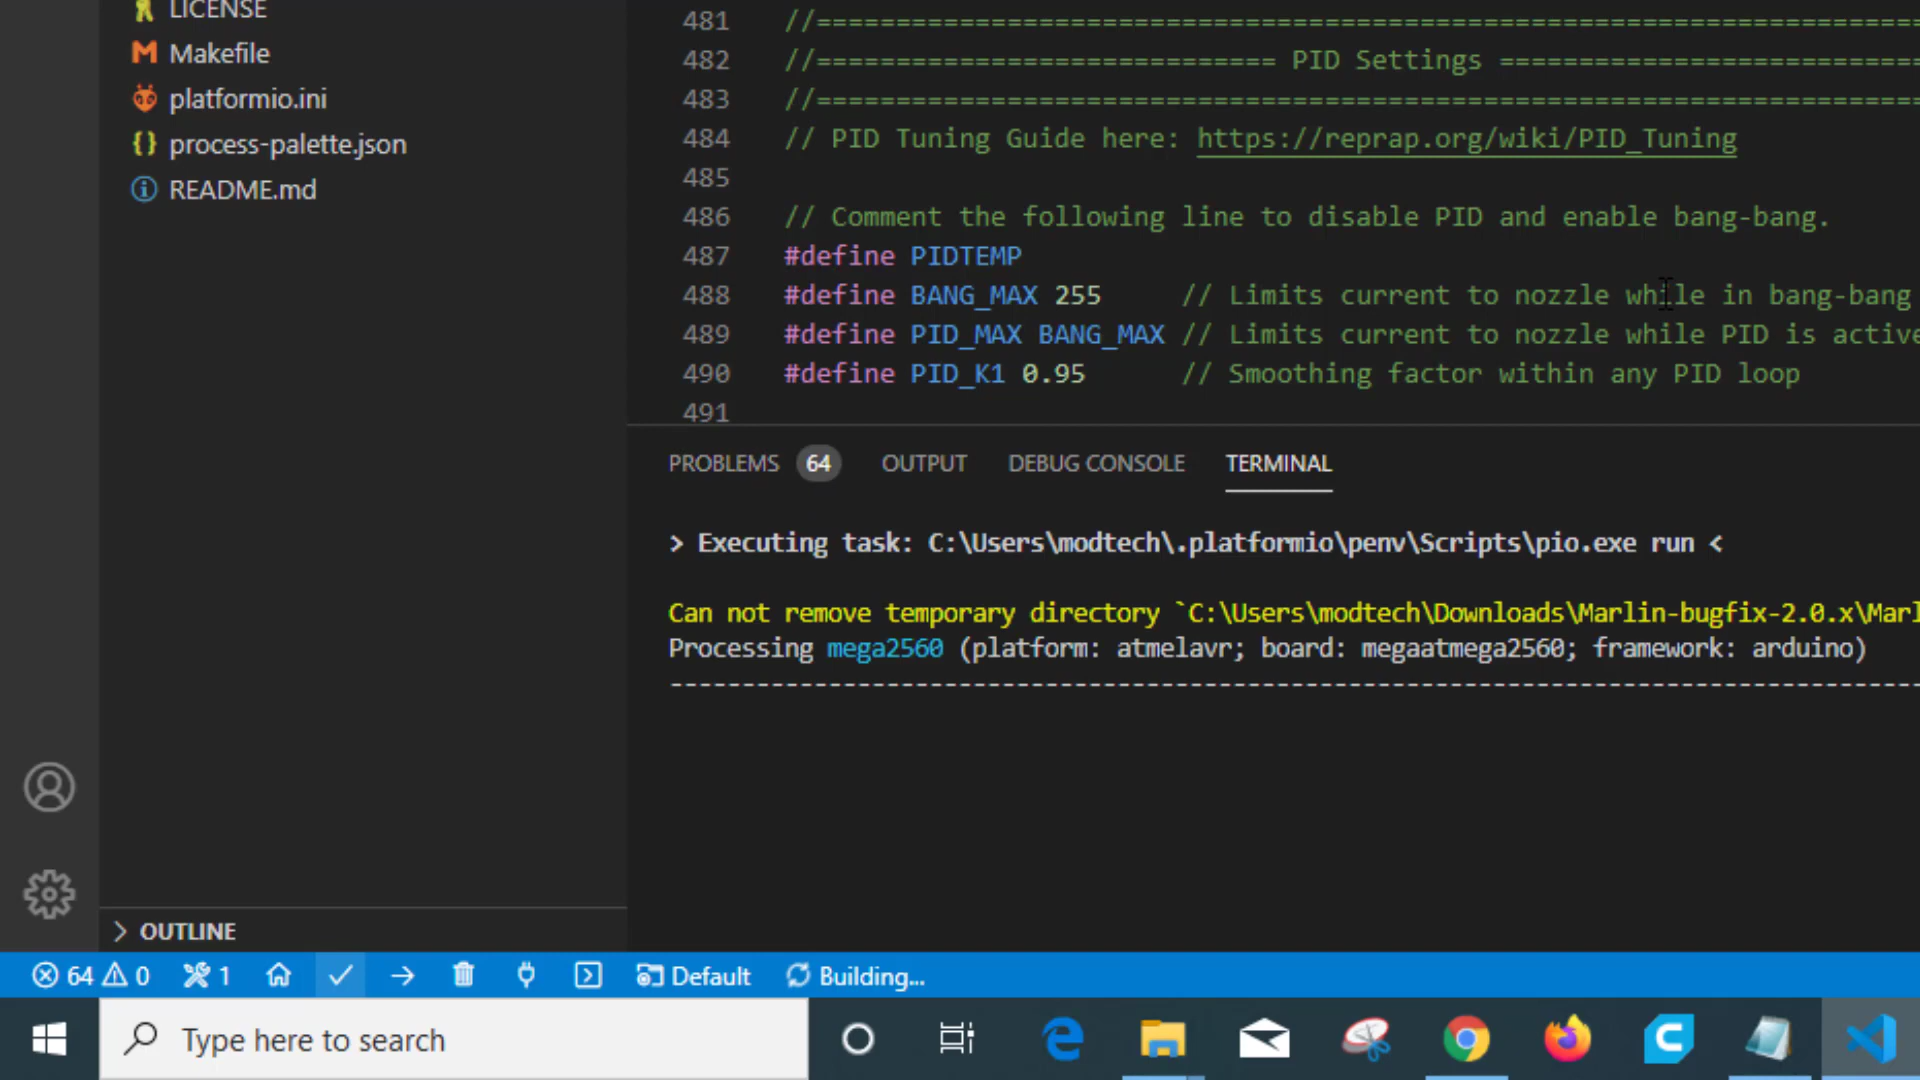 LICENSE
Makefile
platformio.ini
process-palette.json
README.md
481 //======================================================================
482 //============================= PID Settings ===========================
483 //======================================================================
484 // PID Tuning Guide here: https://reprap.org/wiki/PID_Tuning
485
486 // Comment the following line to disable PID and enable bang-bang.
487 #define PIDTEMP
488 #define BANG_MAX 255 // Limits current to nozzle while in bang-bang
489 #define PID_MAX BANG_MAX // Limits current to nozzle while PID is active
490 #define PID_K1 0.95 // Smoothing factor within any PID loop
491
PROBLEMS 64 OUTPUT DEBUG CONSOLE TERMINAL
> Executing task: C:\Users\modtech\.platformio\penv\Scripts\pio.exe run <
Can not remove temporary directory `C:\Users\modtech\Downloads\Marlin-bugfix-2.0.x\Marl
Processing mega2560 (platform: atmelavr; board: megaatmega2560; framework: arduino)
--------------------------------------------------------------------------------------
OUTLINE
64 0 1 Default Building...
Type here to search